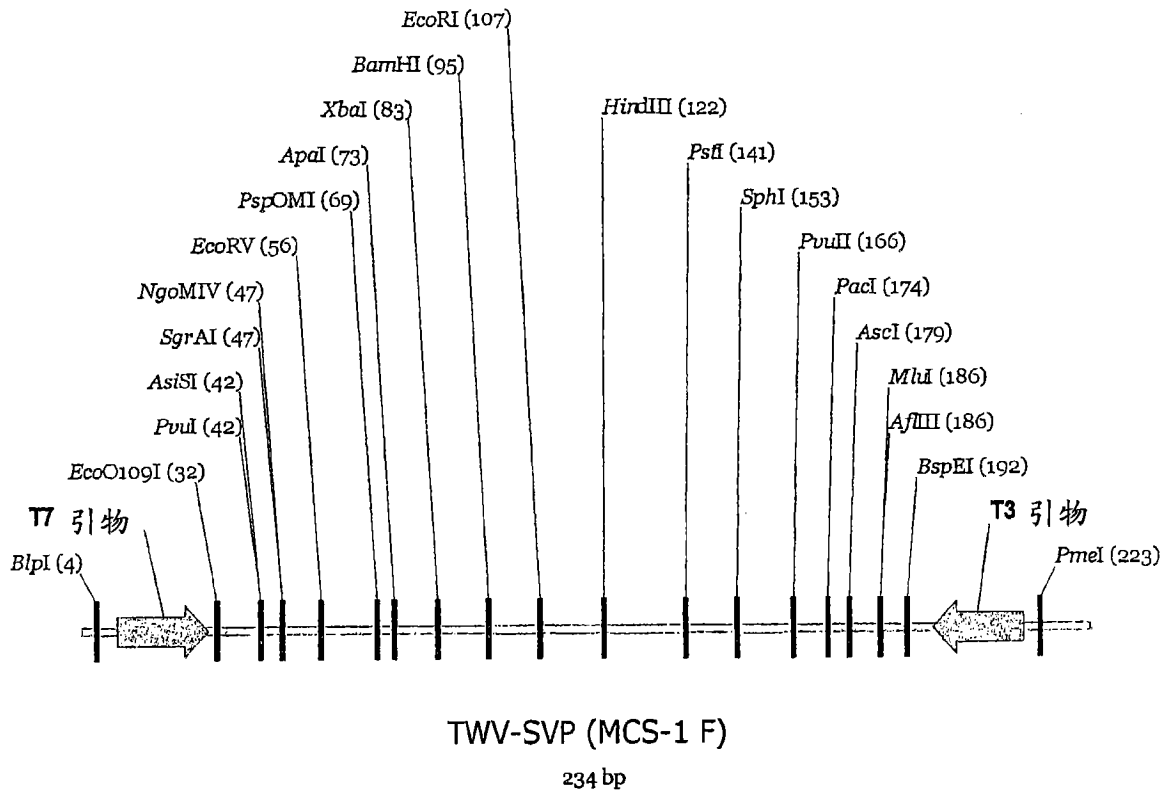 EcoRI (107)
BamHI (95)
XbaI (83)
HindIII (122)
ApaI (73)
PstI (141)
PspOMI (69)
SphI (153)
EcoRV (56)
PvuII (166)
NgoMIV (47)
PacI (174)
SgrAI (47)
AscI (179)
AsiSI (42)
MluI (186)
PvuI (42)
AflIII (186)
EcoO109I (32)
BspEI (192)
T7 引物
T3 引物
BlpI (4)
PmeI (223)
TWV-SVP (MCS-1 F)
234 bp